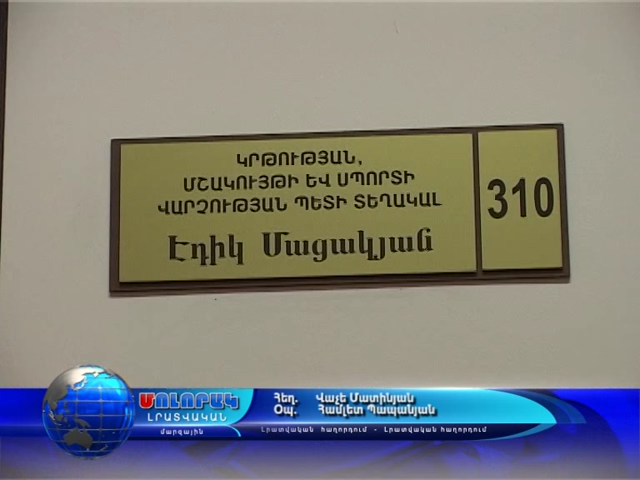 ԿՐԹՈՒԹՅԱՆ,
ՄՇԱԿՈՒՅԹԻ ԵՎ ՍՊՈՐՏԻ
ՎԱՐՉՈՒԹՅԱՆ ՊԵՏԻ ՏԵՂԱԿԱԼ
Էդիկ Մացակյան
310
ՄՈԼՈՐԱԿ
ԼՐԱՏՎԱԿԱՆ
մարզային
Հեղ. Վաչե Մատինյան
Օպ. Համլետ Պապանյան
Լրատվական հաղորդում - Լրատվական հաղորդում